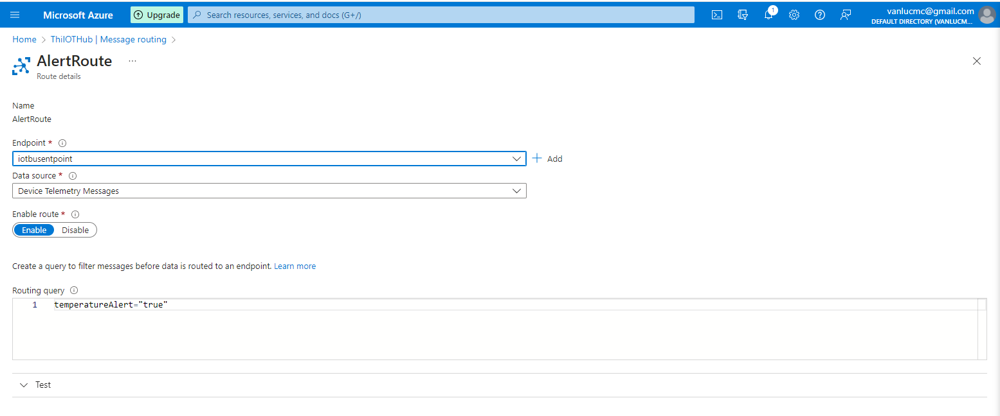 Microsoft Azure
Upgrade
Search resources, services, and docs (G+/)
1
vanlucmc@gmail.com
DEFAULT DIRECTORY (VANLUCM...
Home > ThiIOTHub | Message routing >
AlertRoute ...
Route details
Name
AlertRoute
Endpoint *
iotbusentpoint
Add
Data source *
Device Telemetry Messages
Enable route *
Enable Disable
Create a query to filter messages before data is routed to an endpoint. Learn more
Routing query
1 temperatureAlert="true"
Test